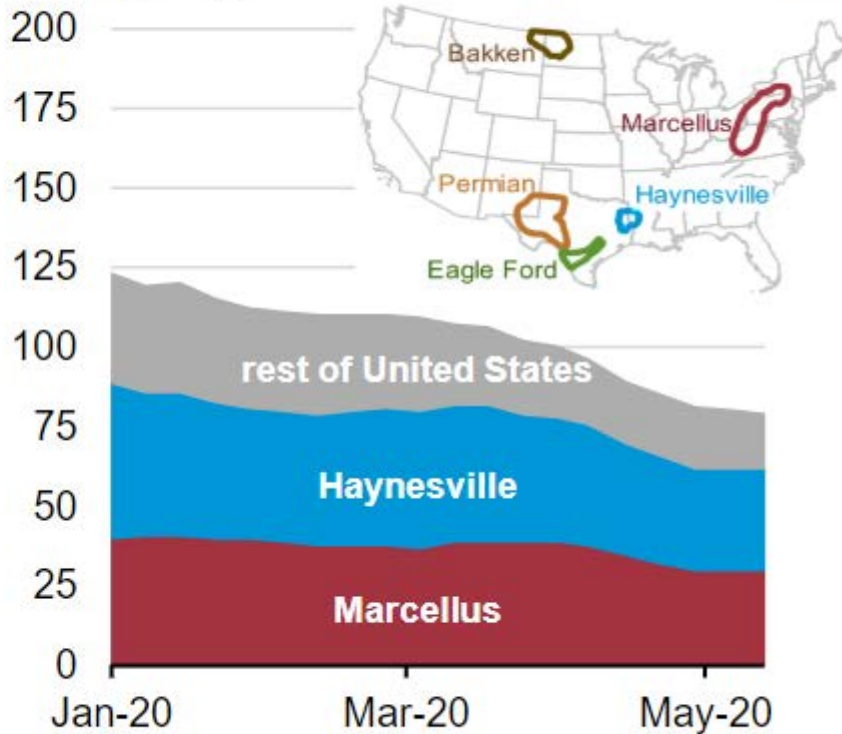 200
175
150
125
100
75
50
25
0
Bakken
Marcellus
Permian
Haynesville
Eagle Ford
rest of United States
Haynesville
Marcellus
Jan-20
Mar-20
May-20